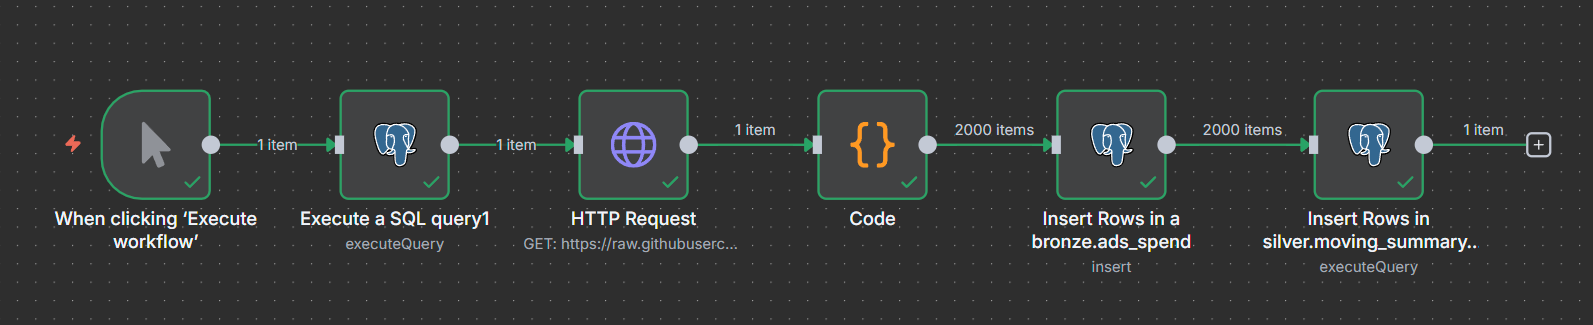 1 item
1 item
1 item
2000 items
2000 items
1 item
When clicking ‘Execute
workflow’
Execute a SQL query1
executeQuery
HTTP Request
GET: https://raw.githubuserc...
Code
Insert Rows in a
bronze.ads_spend
insert
Insert Rows in
silver.moving_summary..
executeQuery